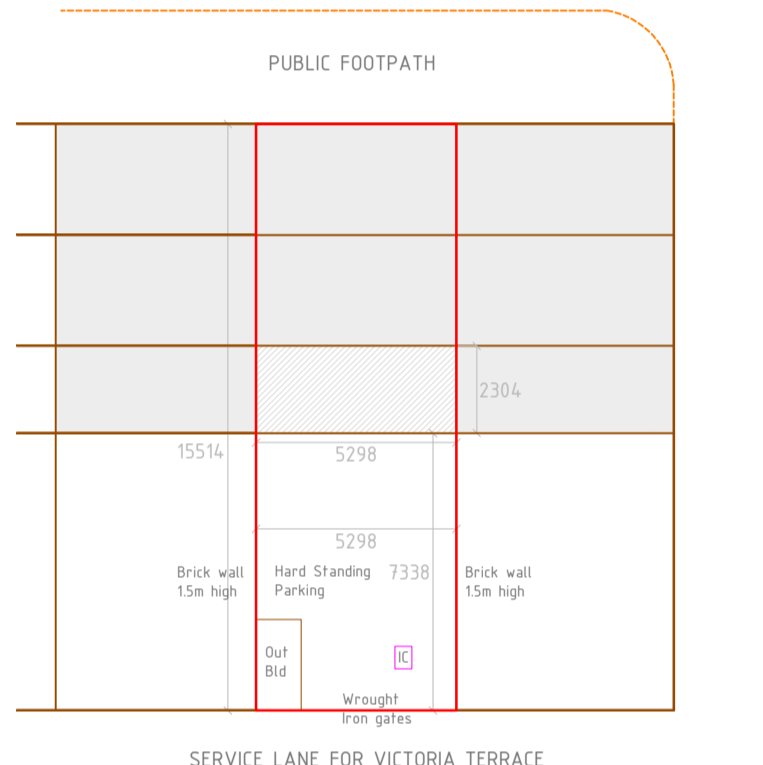 PUBLIC FOOTPATH
2304
15514
5298
5298
Brick wall
1.5m high
Hard Standing
Parking
7338
Brick wall
1.5m high
Out
Bld
IC
Wrought
Iron gates
SERVICE LANE FOR VICTORIA TERRACE